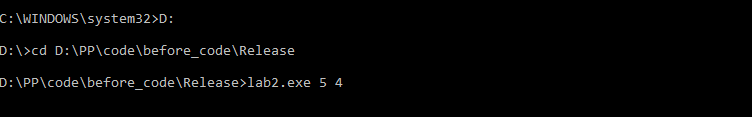 C:\WINDOWS\system32>D:
D:\>cd D:\PP\code\before_code\Release
D:\PP\code\before_code\Release>lab2.exe 5 4